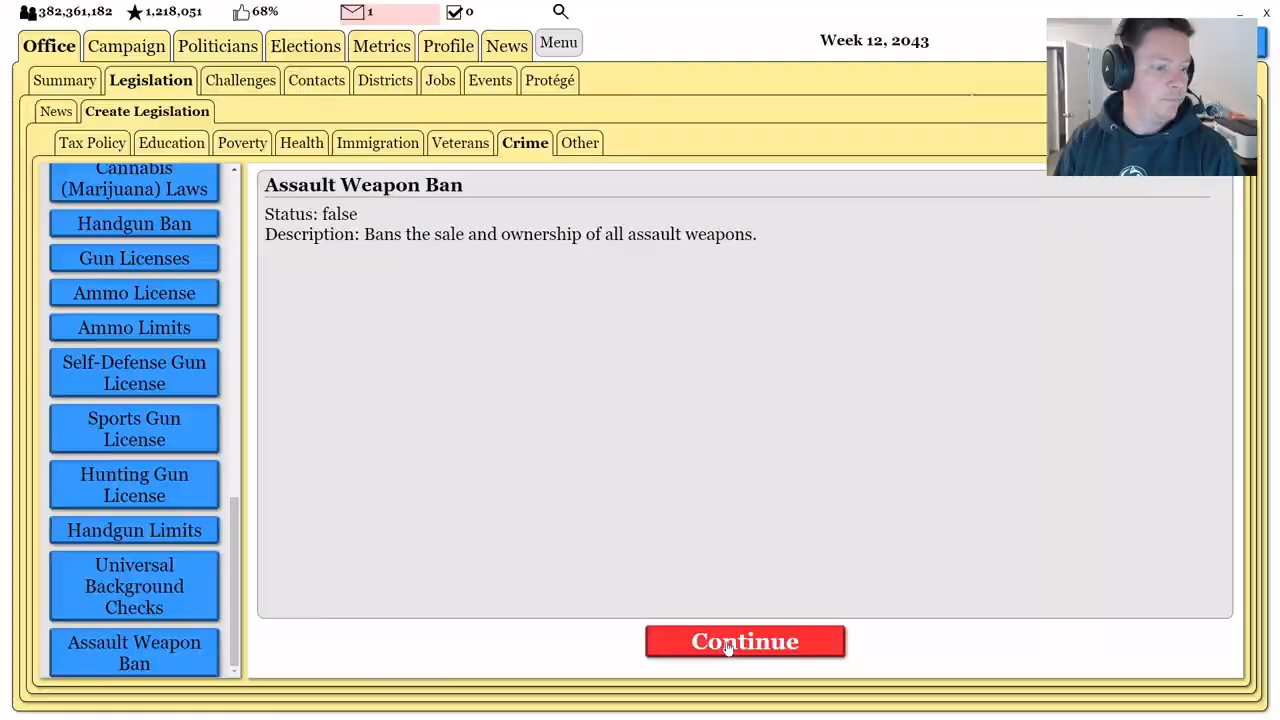 382,361,182 1,218,051 68% 1 0
_ X
Office Campaign Politicians Elections Metrics Profile News Menu
Week 12, 2043
Summary Legislation Challenges Contacts Districts Jobs Events Protégé
News Create Legislation
Tax Policy Education Poverty Health Immigration Veterans Crime Other
Cannabis
(Marijuana) Laws
Handgun Ban
Gun Licenses
Ammo License
Ammo Limits
Self-Defense Gun
License
Sports Gun
License
Hunting Gun
License
Handgun Limits
Universal
Background
Checks
Assault Weapon
Ban
Assault Weapon Ban
Status: false
Description: Bans the sale and ownership of all assault weapons.
Continue